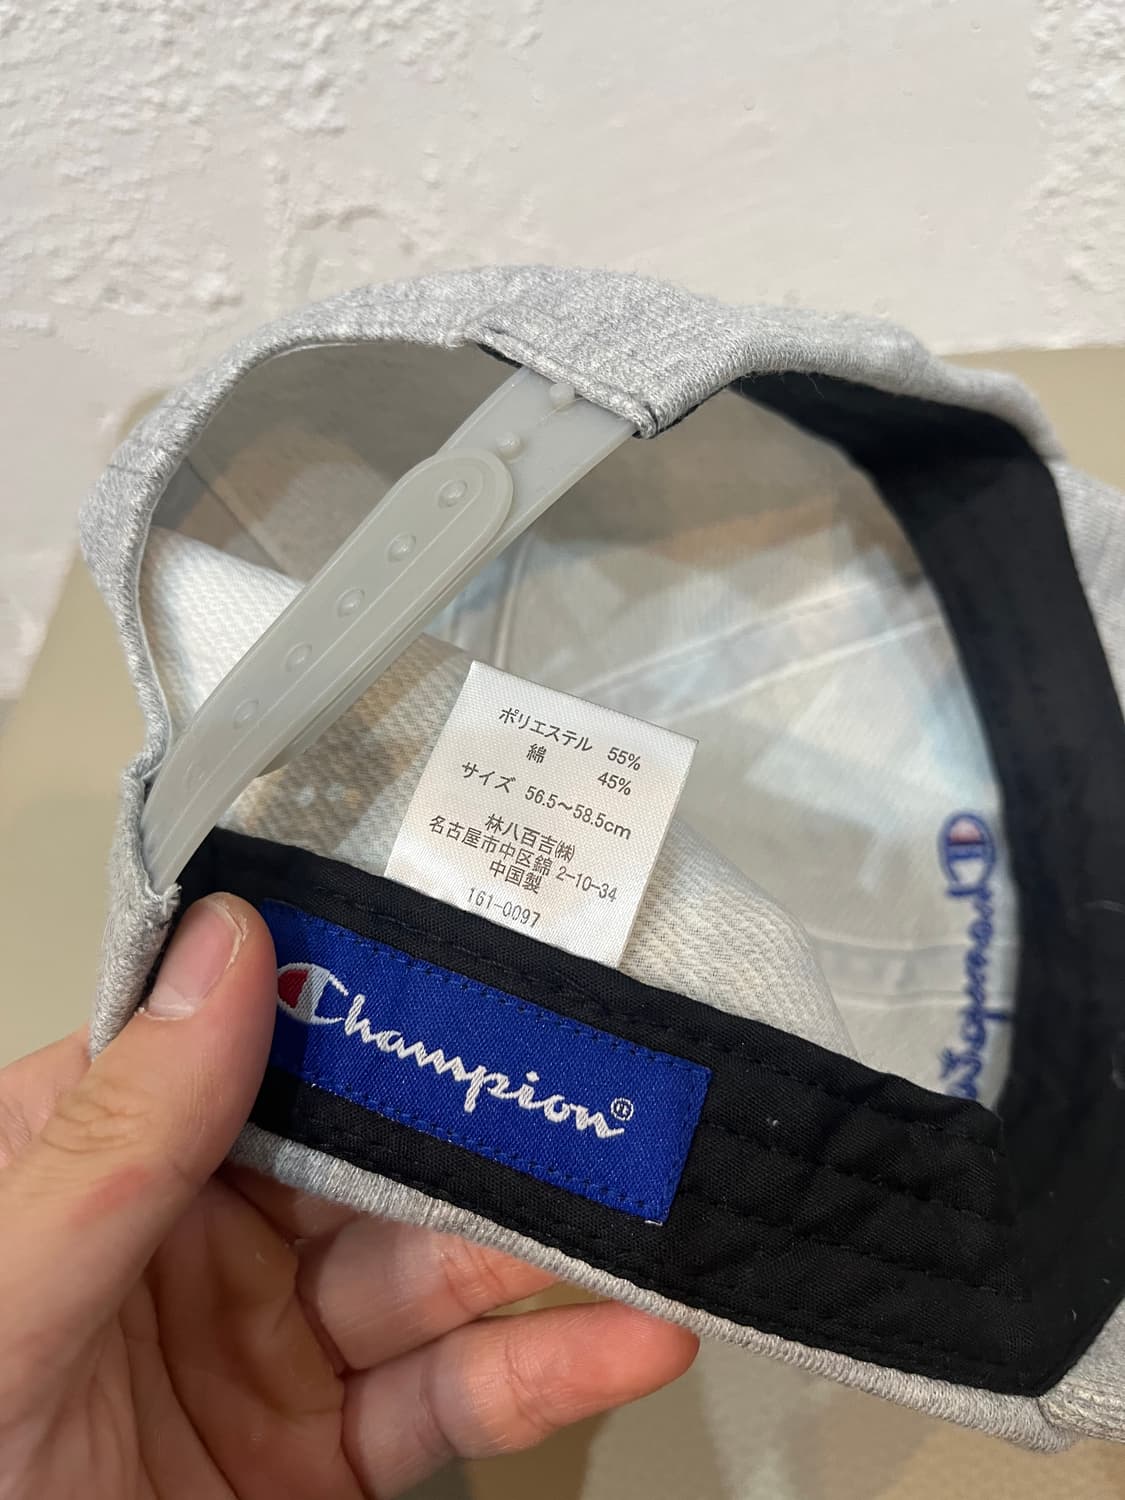 ポリエステル 55%
綿 45%
サイズ 56.5～58.5cm
林八百吉㈱
名古屋市中区錦 2-10-34
中国製
161-0097
Champion®
Champion